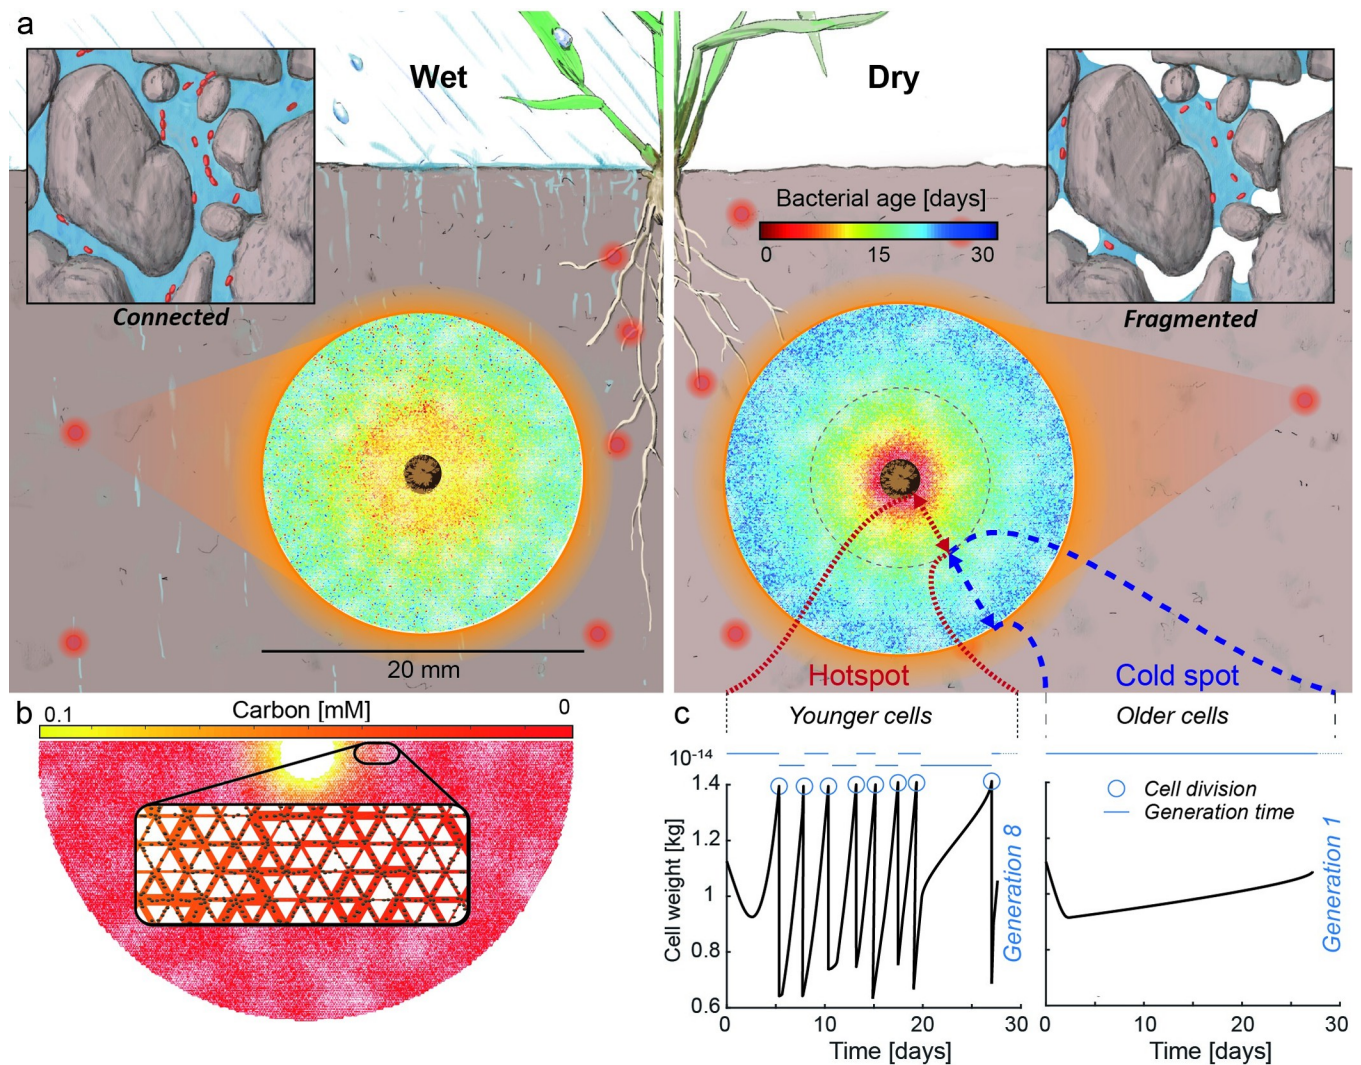 a
Wet
Dry
Connected
Bacterial age [days]
0 15 30
Fragmented
20 mm
Hotspot
Cold spot
b
0.1 Carbon [mM] 0
c
Younger cells
Older cells
10-14
1.4
1.2
1
0.8
0.6
Cell weight [kg]
Generation 8
Cell division
Generation time
Generation 1
0 10 20 30
0 10 20 30
Time [days]
Time [days]